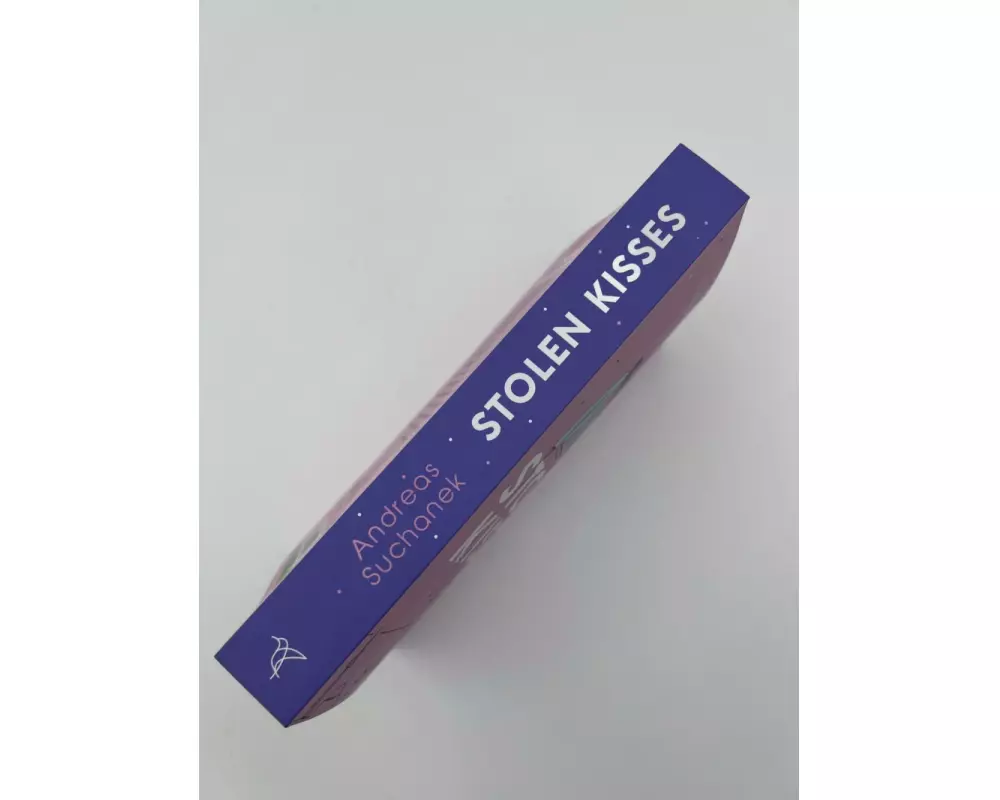 Andreas
Suchanek
STOLEN KISSES